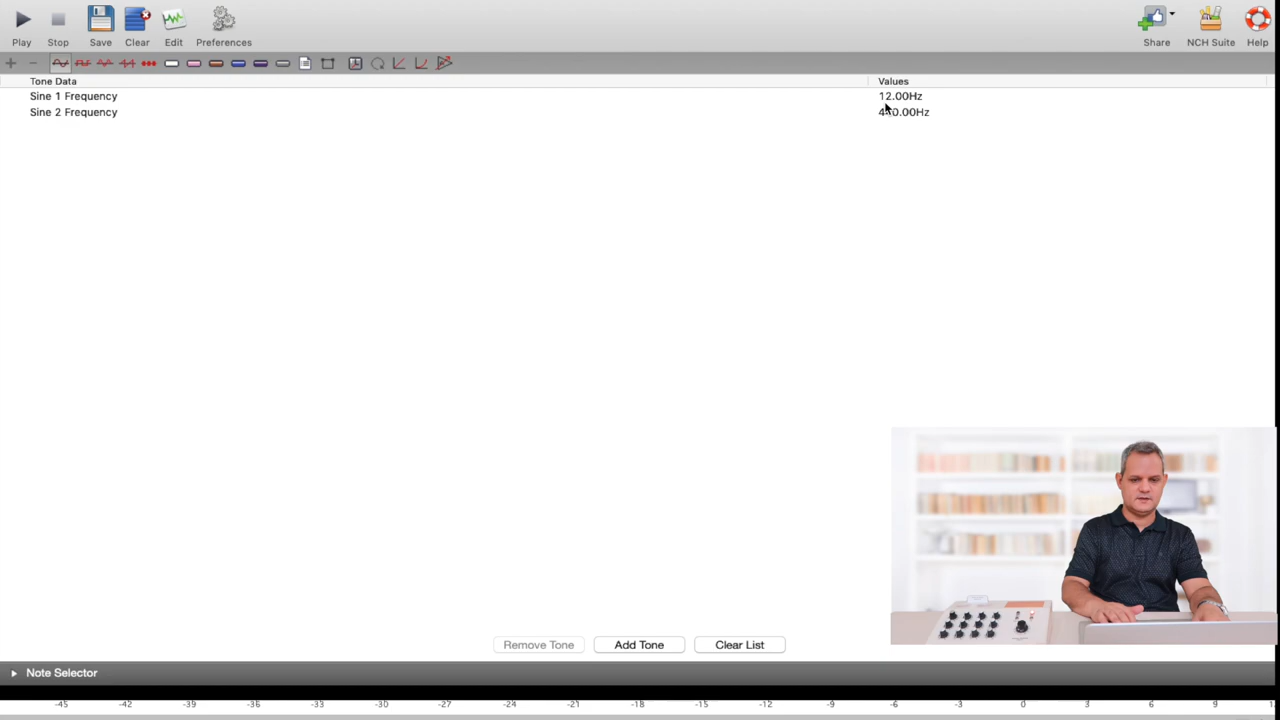 Play Stop Save Clear Edit Preferences Share NCH Suite Help
Tone Data Values
Sine 1 Frequency 12.00Hz
Sine 2 Frequency
Remove Tone Add Tone Clear List
Note Selector
-45 -42 -39 -36 -33 -30 -27 -24 -21 -18 -15 -12 -9 -6 -3 0 3 6 9